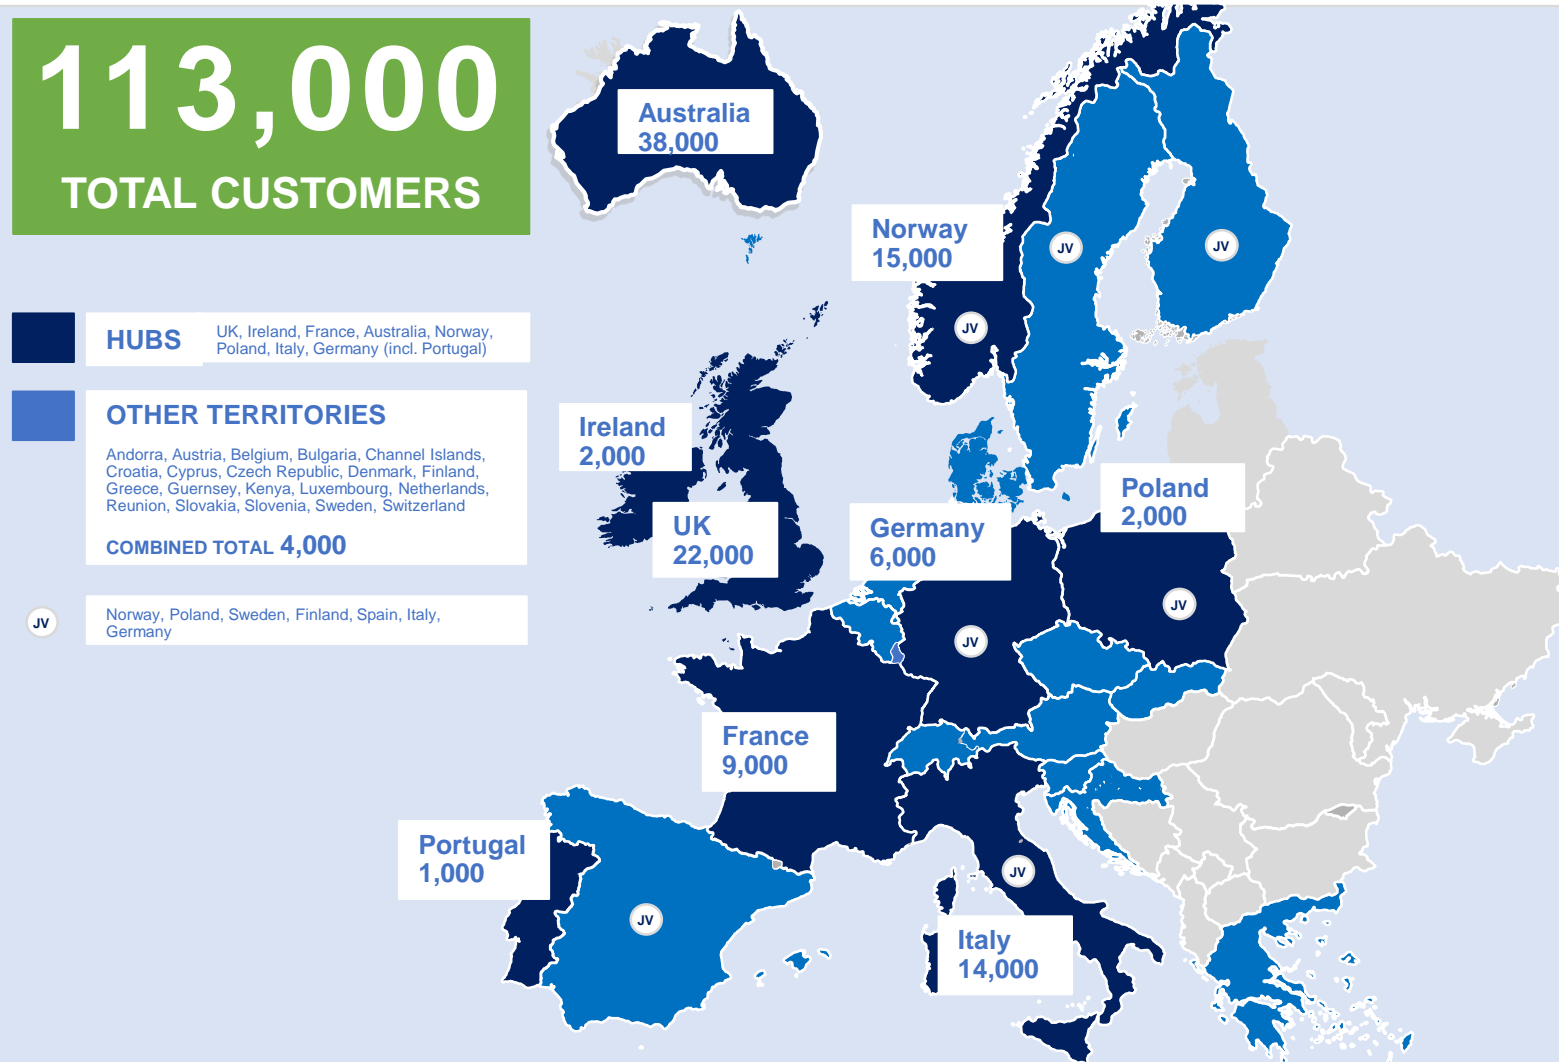 113,000
TOTAL CUSTOMERS
HUBS
UK, Ireland, France, Australia, Norway,
Poland, Italy, Germany (incl. Portugal)
OTHER TERRITORIES
Andorra, Austria, Belgium, Bulgaria, Channel Islands,
Croatia, Cyprus, Czech Republic, Denmark, Finland,
Greece, Guernsey, Kenya, Luxembourg, Netherlands,
Reunion, Slovakia, Slovenia, Sweden, Switzerland
COMBINED TOTAL 4,000
JV
Norway, Poland, Sweden, Finland, Spain, Italy,
Germany
Australia
38,000
Norway
15,000
JV
JV
JV
Ireland
2,000
UK
22,000
Germany
6,000
JV
Poland
2,000
JV
France
9,000
Portugal
1,000
JV
JV
Italy
14,000